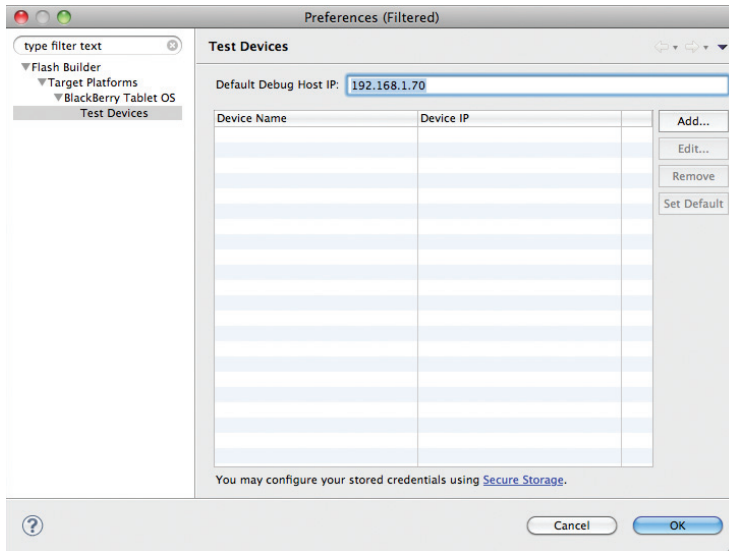 Preferences (Filtered)
type filter text
Flash Builder
Target Platforms
BlackBerry Tablet OS
Test Devices
Test Devices
Default Debug Host IP: 192.168.1.70
Device Name Device IP
Add...
Edit...
Remove
Set Default
You may configure your stored credentials using Secure Storage.
?
Cancel OK